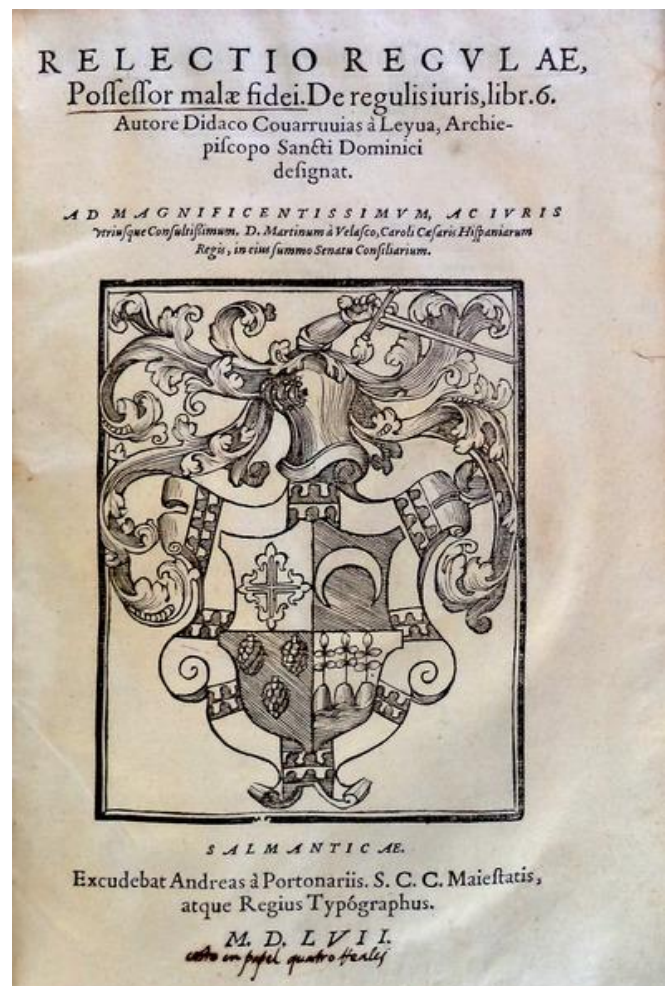 RELECTIO REGVLAE,
Poſſeſſor malæ fidei. De regulis iuris, libr. 6.
Autore Didaco Couarruuias à Leyua, Archie-
piſcopo Sancti Dominici
deſignat.
AD MAGNIFICENTISSIMVM, AC IVRIS
vtriuſque Conſultiſſimum. D. Martinum à Velaſco, Caroli Cæſaris Hiſpaniarum
Regis, in eius ſummo Senatu Conſiliarium.
SALMANTICAE.
Excudebat Andreas à Portonariis. S. C. C. Maieſtatis,
atque Regius Typógraphus.
M. D. LVII.
costo en papel quatro Reales